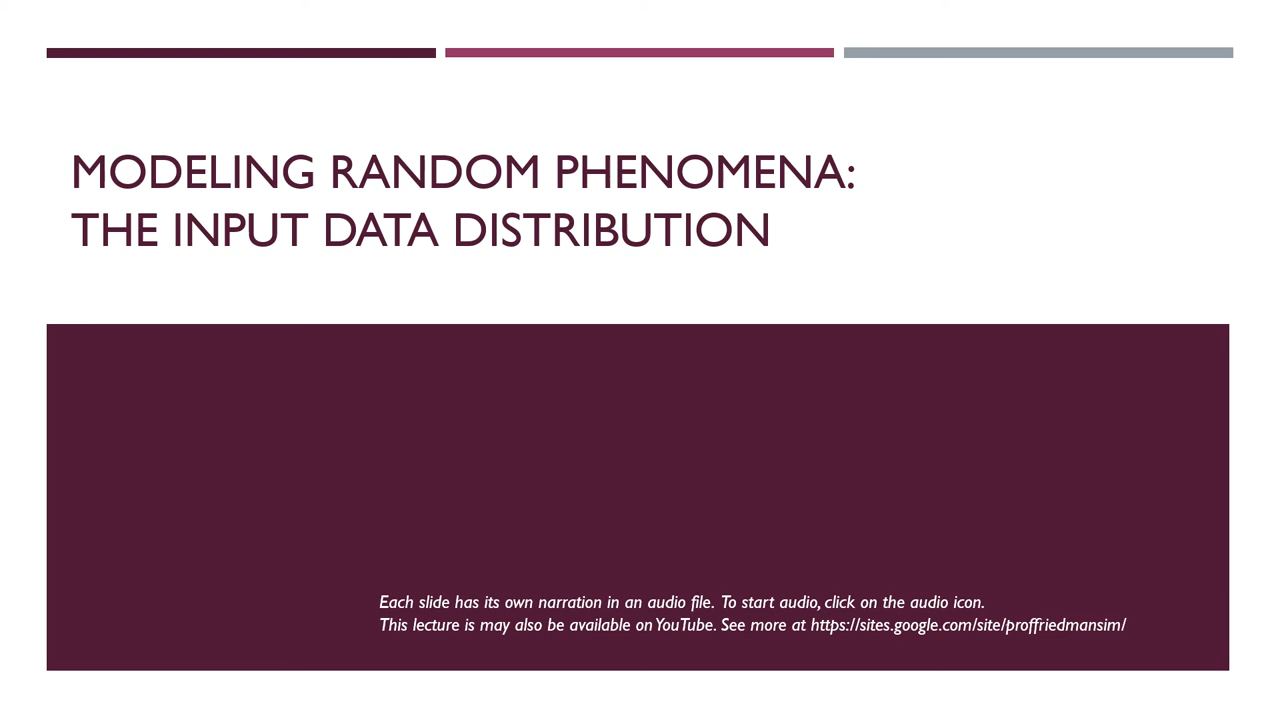 MODELING RANDOM PHENOMENA:
THE INPUT DATA DISTRIBUTION
Each slide has its own narration in an audio file. To start audio, click on the audio icon.
This lecture is may also be available on YouTube. See more at https://sites.google.com/site/proffriedmansim/